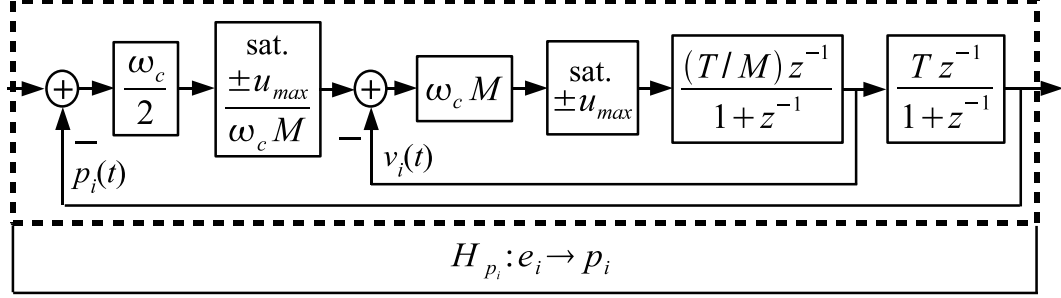 +
ω_c
2
sat.
±u_max
ω_c M
+
ω_c M
sat.
±u_max
(T/M) z^{-1}
1+z^{-1}
T z^{-1}
1+z^{-1}
−
p_i(t)
−
v_i(t)
H_{p_i}: e_i → p_i